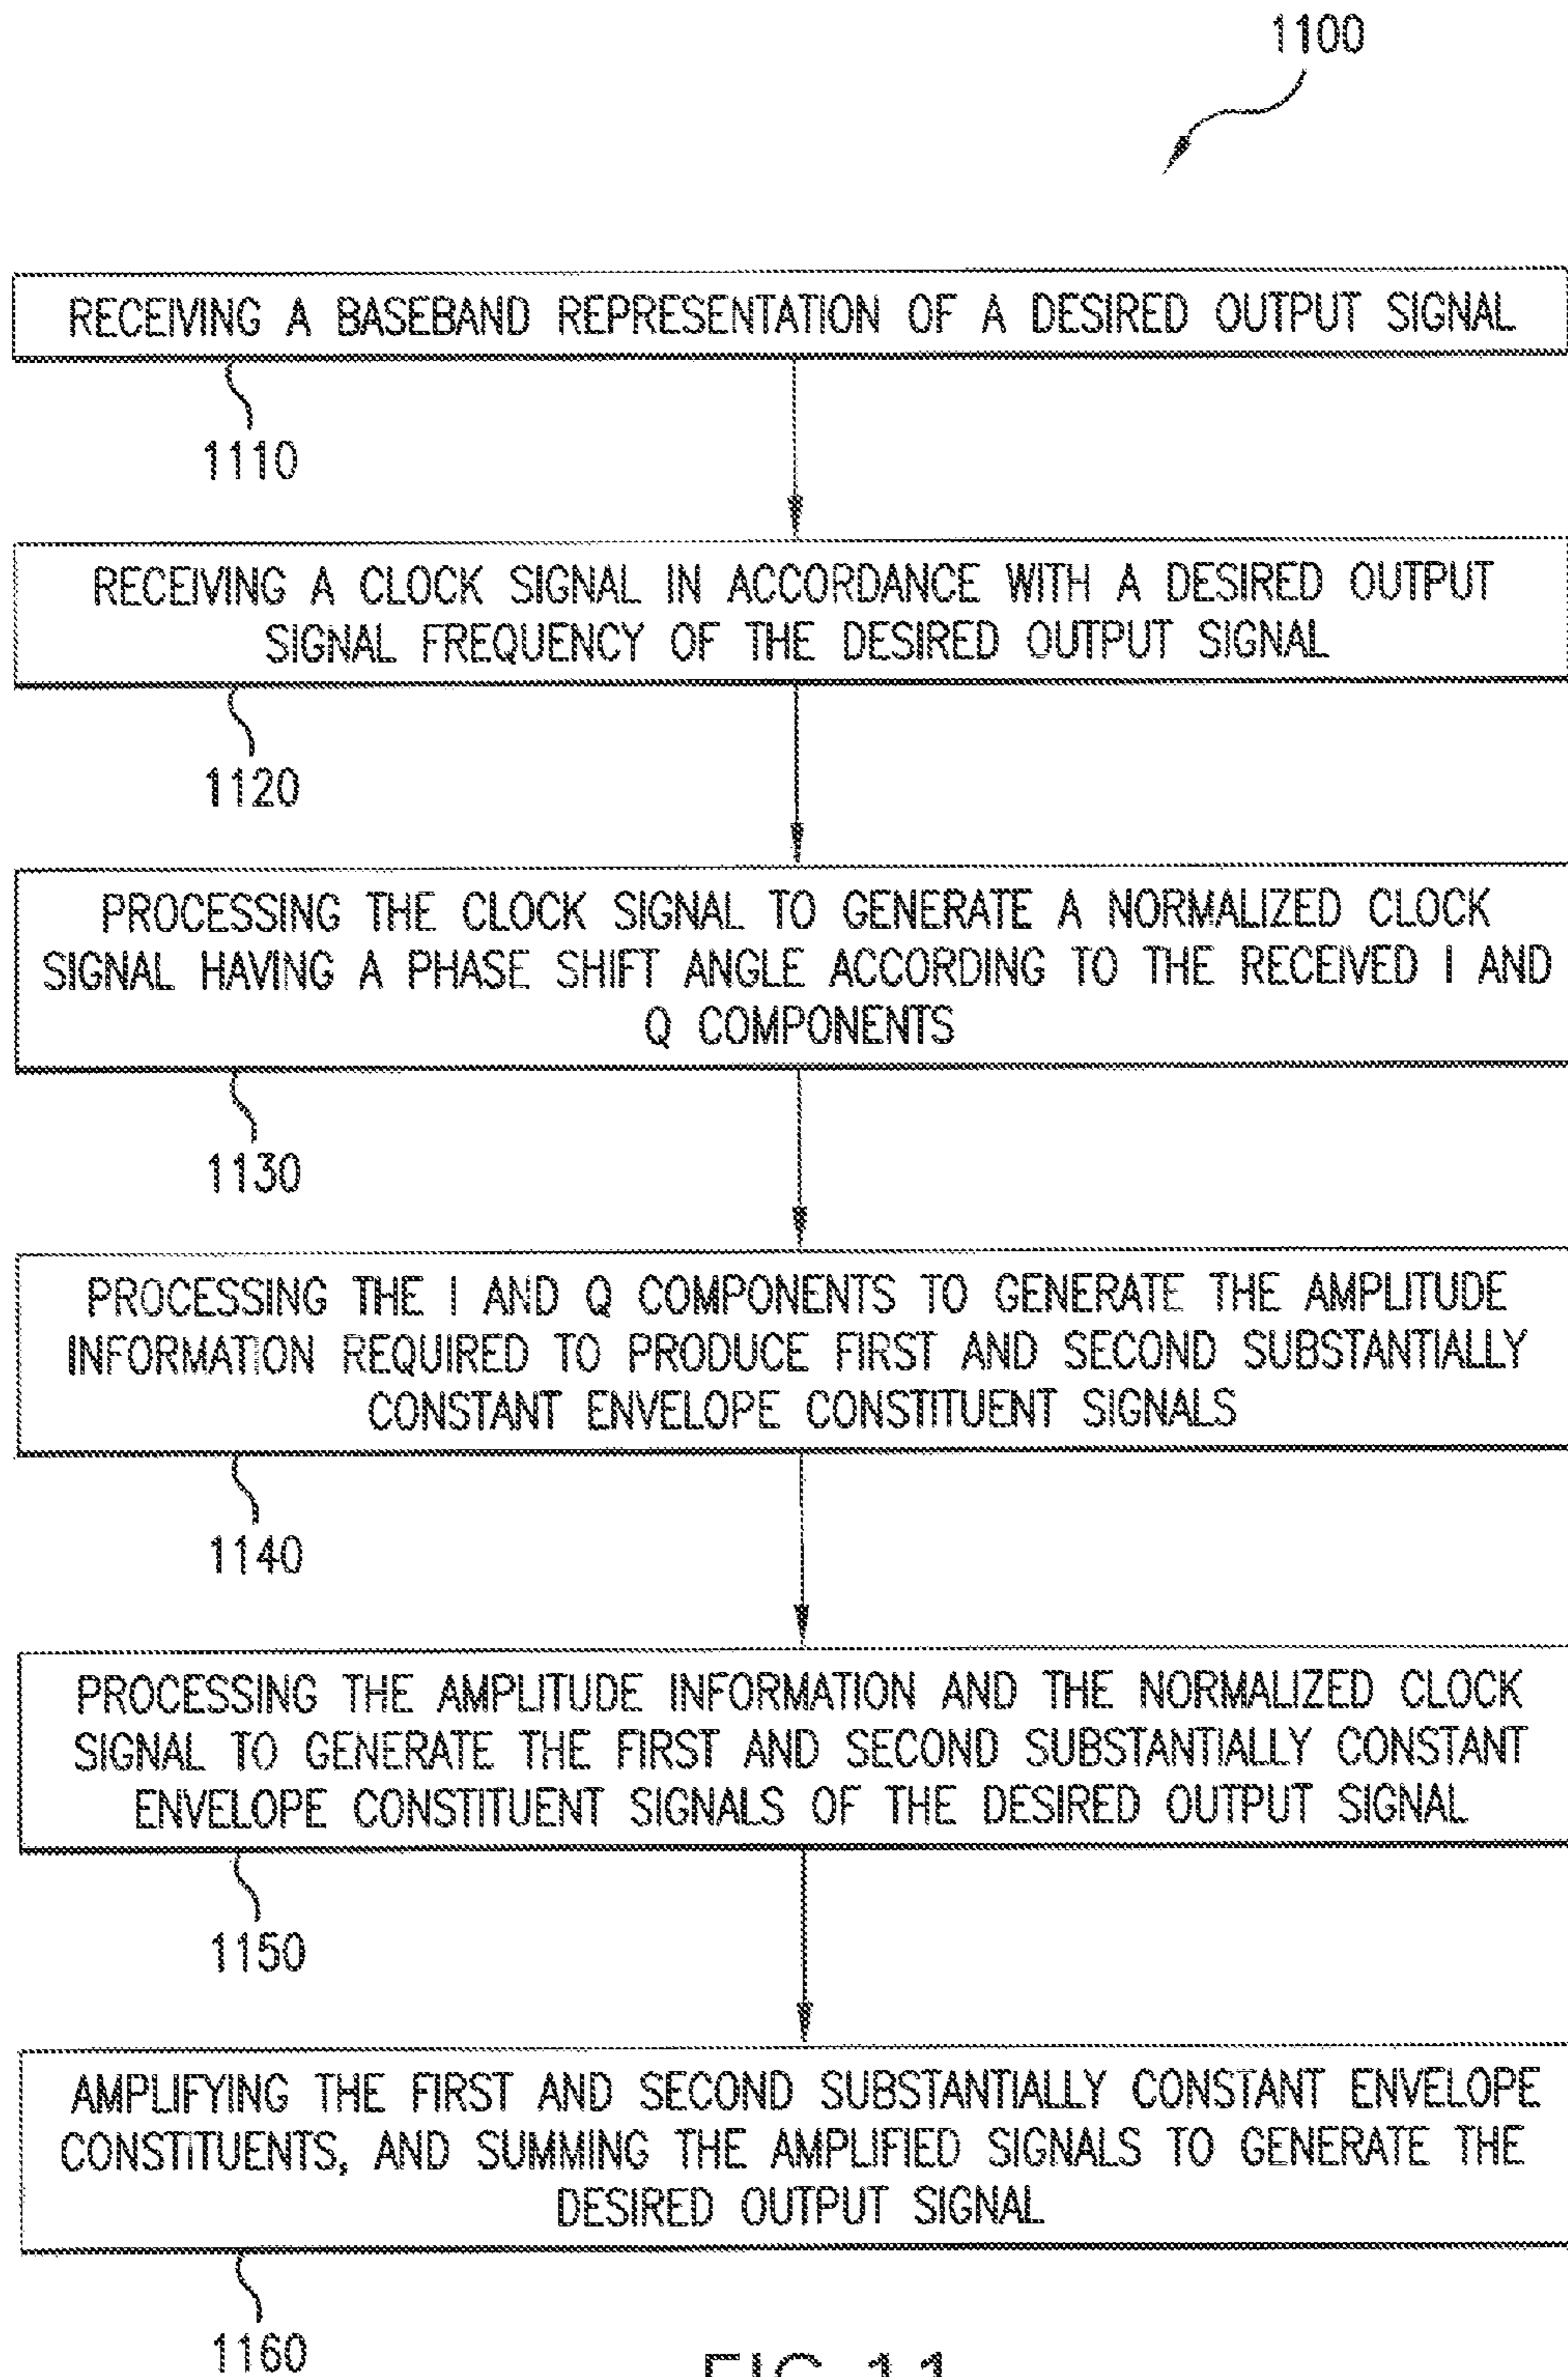 1100
RECEIVING A BASEBAND REPRESENTATION OF A DESIRED OUTPUT SIGNAL
1110
RECEIVING A CLOCK SIGNAL IN ACCORDANCE WITH A DESIRED OUTPUT
SIGNAL FREQUENCY OF THE DESIRED OUTPUT SIGNAL
1120
PROCESSING THE CLOCK SIGNAL TO GENERATE A NORMALIZED CLOCK
SIGNAL HAVING A PHASE SHIFT ANGLE ACCORDING TO THE RECEIVED I AND
Q COMPONENTS
1130
PROCESSING THE I AND Q COMPONENTS TO GENERATE THE AMPLITUDE
INFORMATION REQUIRED TO PRODUCE FIRST AND SECOND SUBSTANTIALLY
CONSTANT ENVELOPE CONSTITUENT SIGNALS
1140
PROCESSING THE AMPLITUDE INFORMATION AND THE NORMALIZED CLOCK
SIGNAL TO GENERATE THE FIRST AND SECOND SUBSTANTIALLY CONSTANT
ENVELOPE CONSTITUENT SIGNALS OF THE DESIRED OUTPUT SIGNAL
1150
AMPLIFYING THE FIRST AND SECOND SUBSTANTIALLY CONSTANT ENVELOPE
CONSTITUENTS, AND SUMMING THE AMPLIFIED SIGNALS TO GENERATE THE
DESIRED OUTPUT SIGNAL
1160
FIG. 11